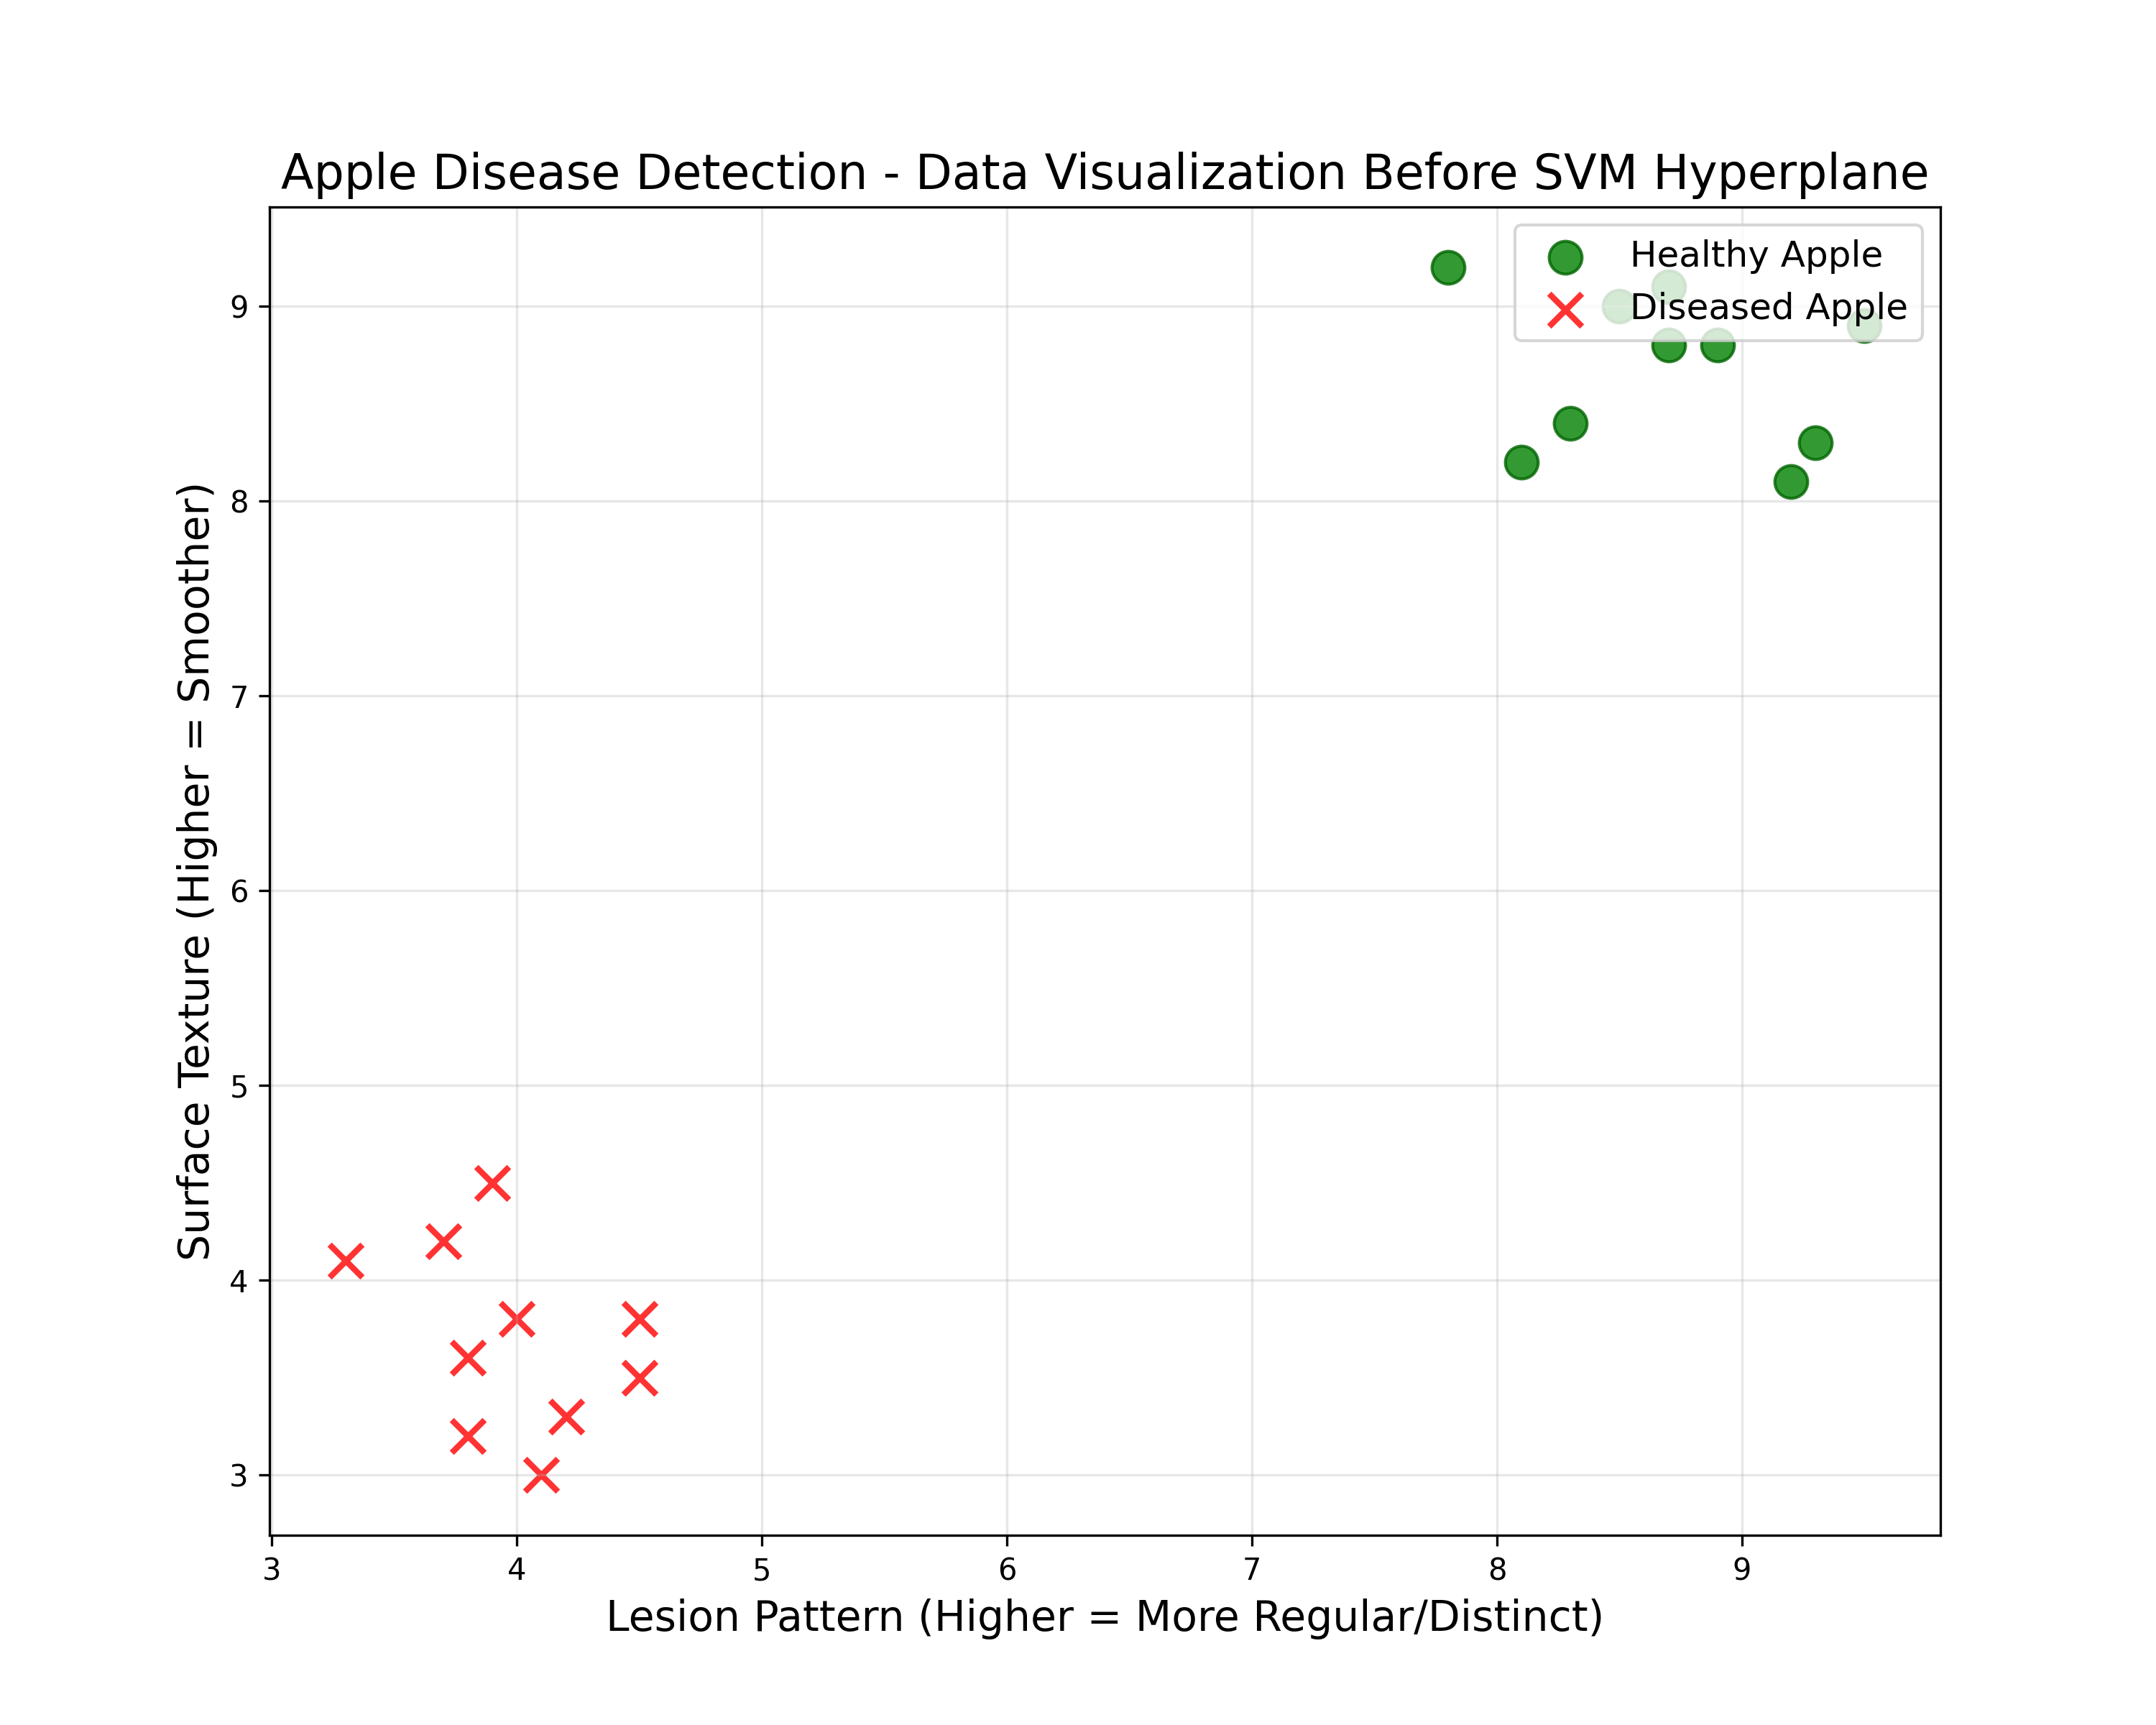 Apple Disease Detection - Data Visualization Before SVM Hyperplane
Healthy Apple
Diseased Apple
Surface Texture (Higher = Smoother)
9
8
7
6
5
4
3
3 4 5 6 7 8 9
Lesion Pattern (Higher = More Regular/Distinct)